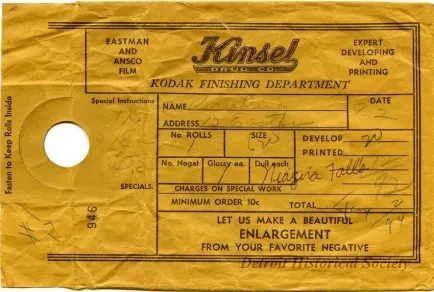 EASTMAN
AND
ANSCO
FILM
Kinsel
DRUG CO.
EXPERT
DEVELOPING
AND
PRINTING
KODAK FINISHING DEPARTMENT
Fasten to Keep Rolls Inside
Special Instructions
NAME
DATE
ADDRESS
No. ROLLS
SIZE
DEVELOP 20
PRINTED
No. Negat
Glossy ea.
Dull each
Niagira Falls
SPECIALS:
CHARGES ON SPECIAL WORK
MINIMUM ORDER 10c
TOTAL
946
LET US MAKE A BEAUTIFUL
ENLARGEMENT
FROM YOUR FAVORITE NEGATIVE
Detroit Historical Society